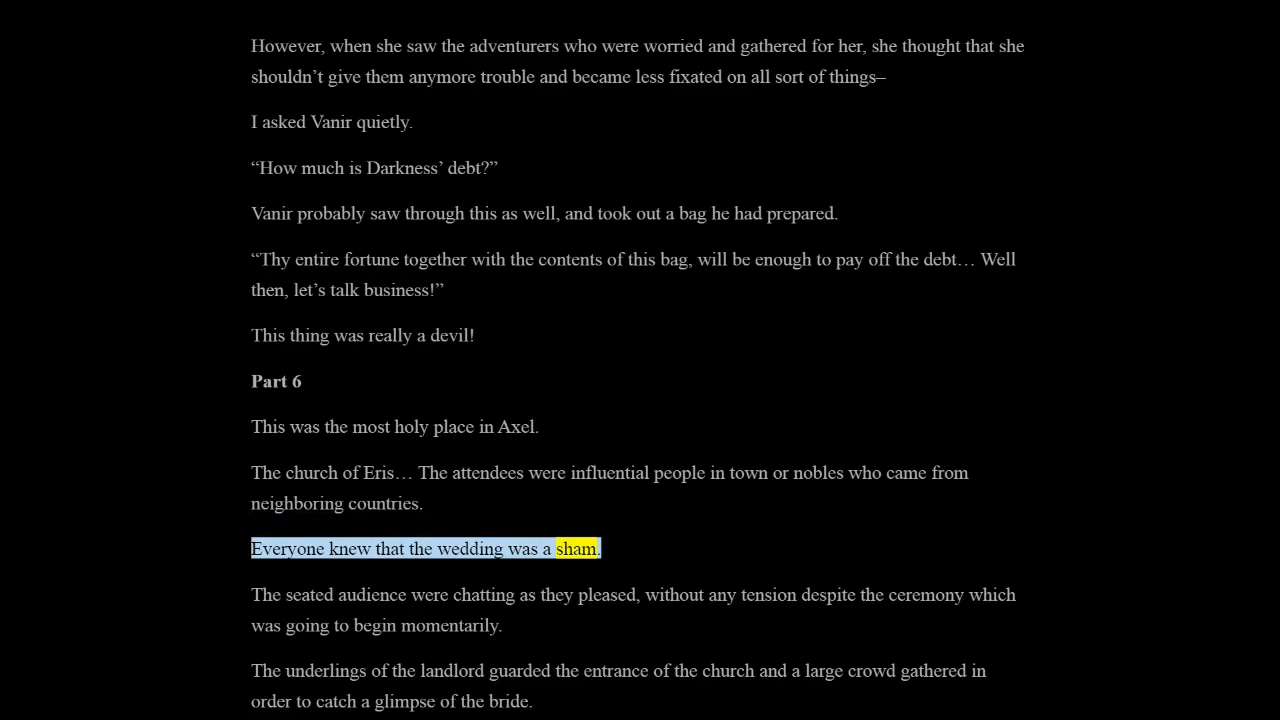 However, when she saw the adventurers who were worried and gathered for her, she thought that she
shouldn’t give them anymore trouble and became less fixated on all sort of things–
I asked Vanir quietly.
“How much is Darkness’ debt?”
Vanir probably saw through this as well, and took out a bag he had prepared.
“Thy entire fortune together with the contents of this bag, will be enough to pay off the debt… Well
then, let’s talk business!”
This thing was really a devil!
Part 6
This was the most holy place in Axel.
The church of Eris… The attendees were influential people in town or nobles who came from
neighboring countries.
Everyone knew that the wedding was a sham.
The seated audience were chatting as they pleased, without any tension despite the ceremony which
was going to begin momentarily.
The underlings of the landlord guarded the entrance of the church and a large crowd gathered in
order to catch a glimpse of the bride.